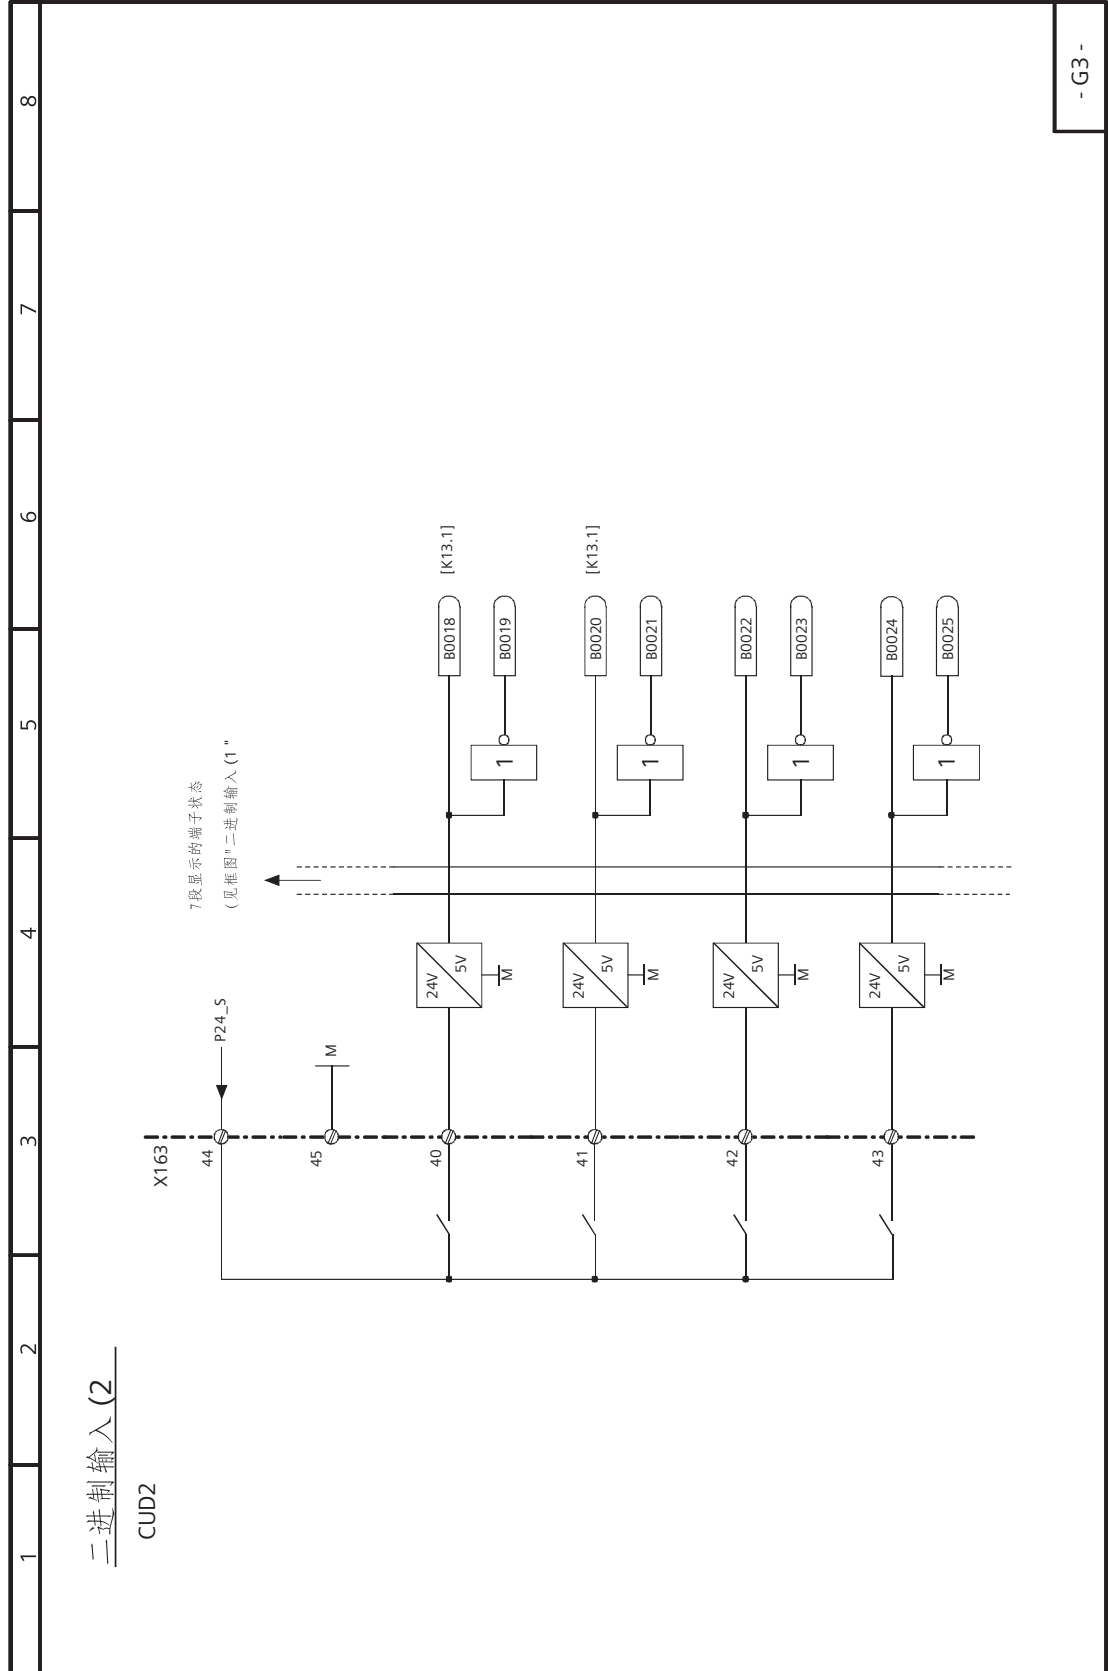 二进制输入 (2
CUD2
X163
44
P24_S
45
M
7段显示的端子状态
(见框图"二进制输入 (1 "
40
24V
5V
M
1
B0018
B0019
[K13.1]
41
24V
5V
M
1
B0020
B0021
[K13.1]
42
24V
5V
M
1
B0022
B0023
43
24V
5V
M
1
B0024
B0025
1
2
3
4
5
6
7
8
- G3 -